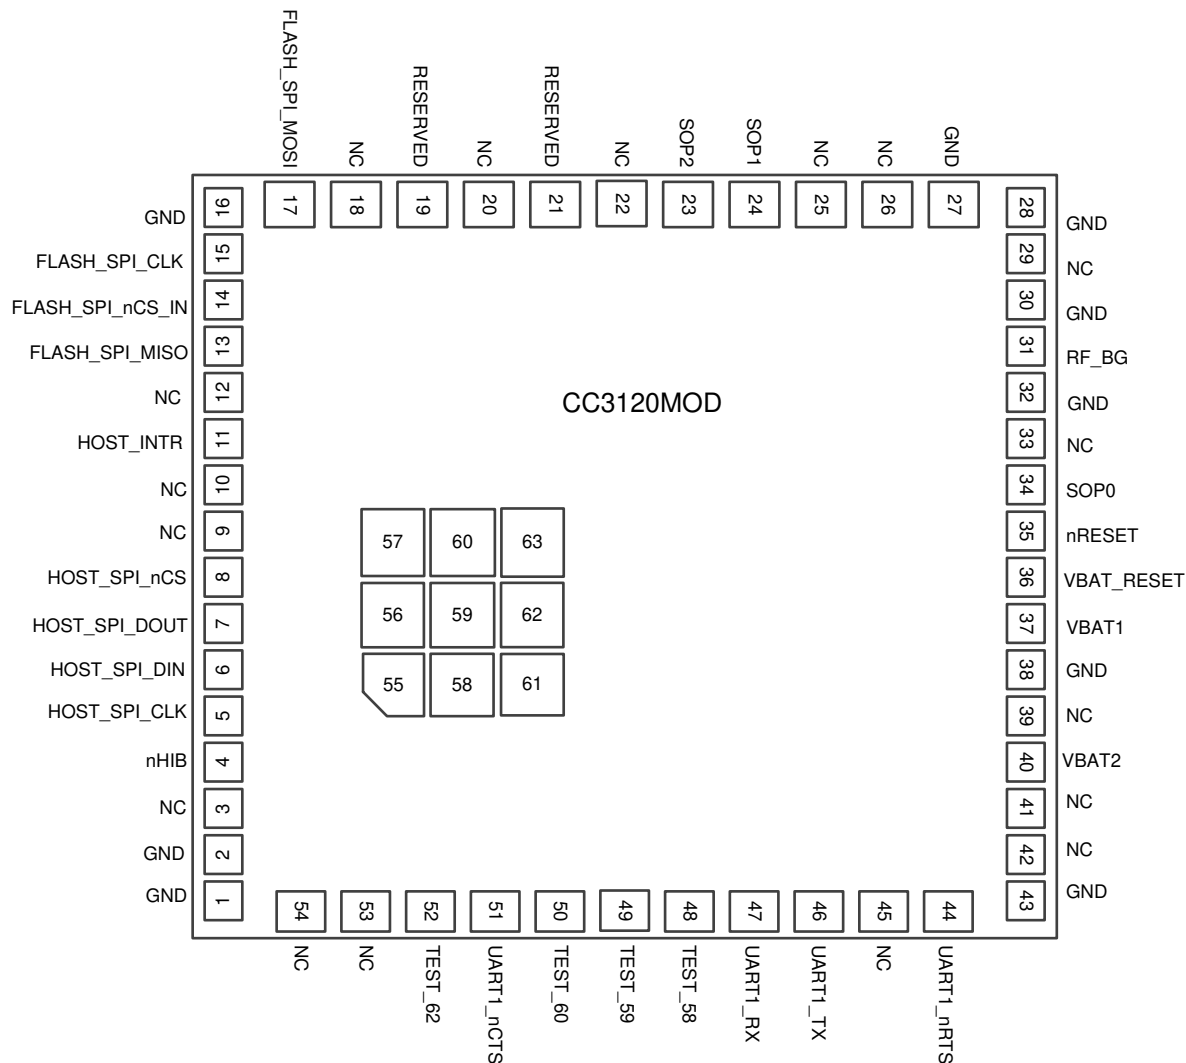 FLASH_SPI_MOSI
NC
RESERVED
NC
RESERVED
NC
SOP2
SOP1
NC
NC
GND
17
18
19
20
21
22
23
24
25
26
27
GND 16
FLASH_SPI_CLK 15
FLASH_SPI_nCS_IN 14
FLASH_SPI_MISO 13
NC 12
HOST_INTR 11
NC 10
NC 9
HOST_SPI_nCS 8
HOST_SPI_DOUT 7
HOST_SPI_DIN 6
HOST_SPI_CLK 5
nHIB 4
NC 3
GND 2
GND 1
CC3120MOD
57 60 63
56 59 62
55 58 61
28 GND
29 NC
30 GND
31 RF_BG
32 GND
33 NC
34 SOP0
35 nRESET
36 VBAT_RESET
37 VBAT1
38 GND
39 NC
40 VBAT2
41 NC
42 NC
43 GND
54
53
52
51
50
49
48
47
46
45
44
NC
NC
TEST_62
UART1_nCTS
TEST_60
TEST_59
TEST_58
UART1_RX
UART1_TX
NC
UART1_nRTS